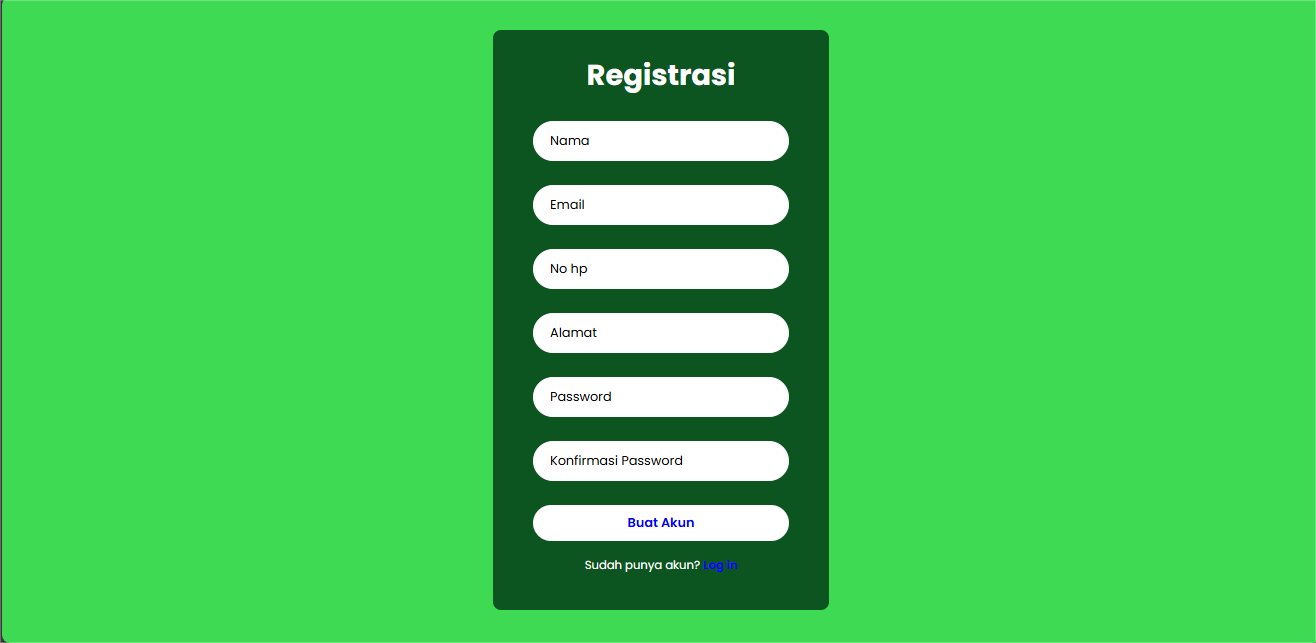 Registrasi
Nama
Email
No hp
Alamat
Password
Konfirmasi Password
Buat Akun
Sudah punya akun? Log in